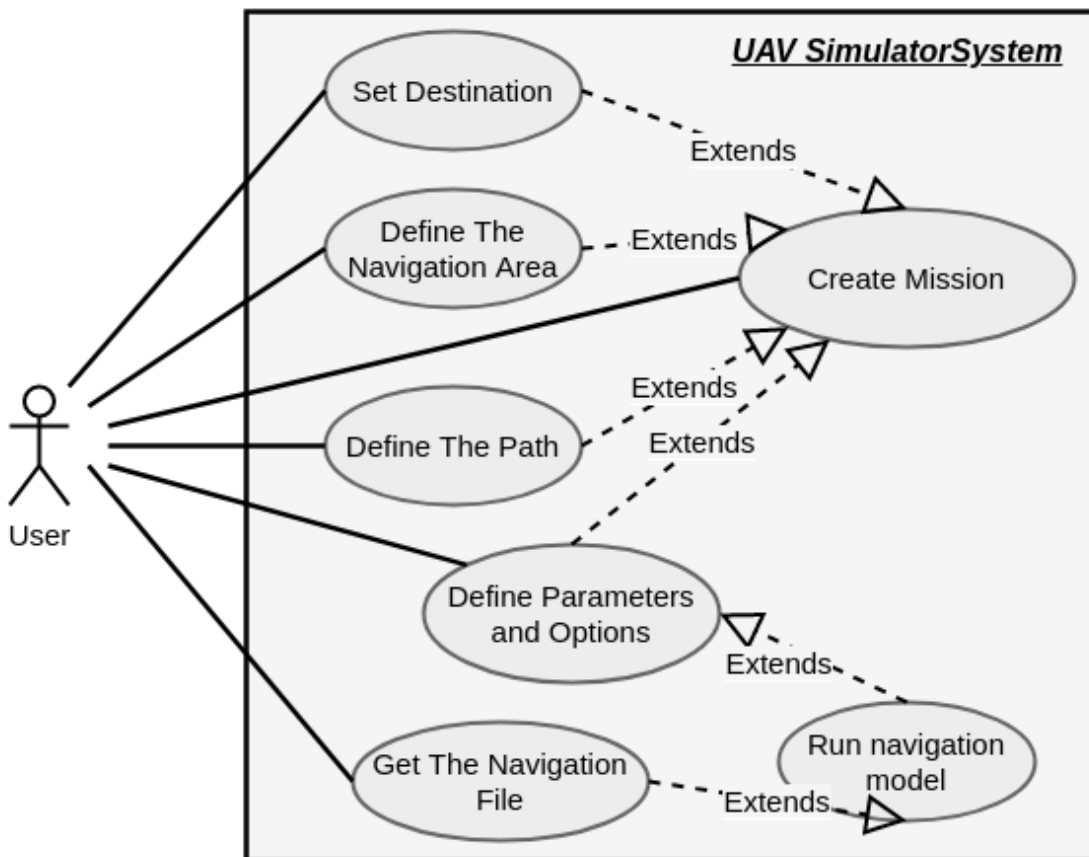 UAV SimulatorSystem
Set Destination
Extends
Define The
Navigation Area
Extends
Create Mission
Extends
Define The Path
Extends
User
Define Parameters
and Options
Extends
Run navigation
model
Get The Navigation
File
Extends